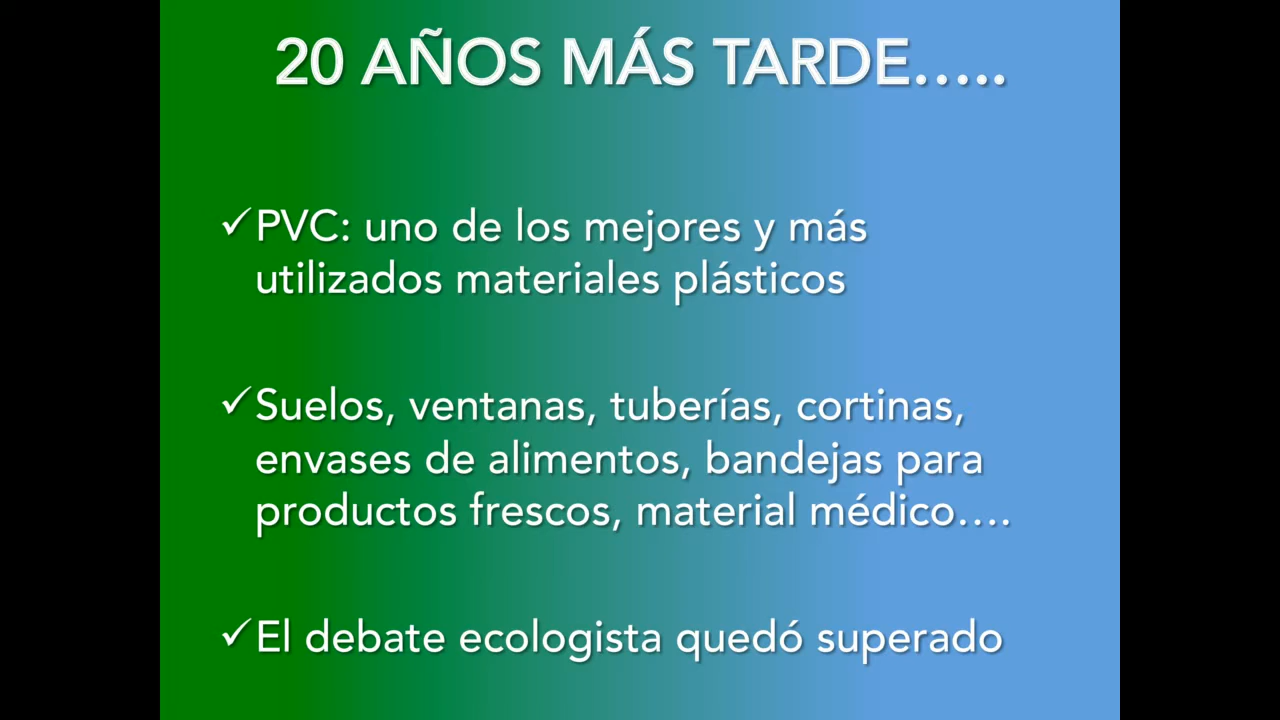 20 AÑOS MÁS TARDE…..
✓PVC: uno de los mejores y más
utilizados materiales plásticos
✓Suelos, ventanas, tuberías, cortinas,
envases de alimentos, bandejas para
productos frescos, material médico….
✓El debate ecologista quedó superado